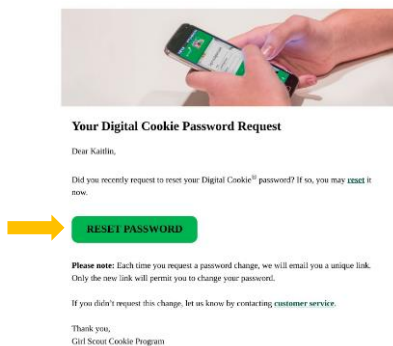 Your Digital Cookie Password Request
Dear Kaitlin,
Did you recently request to reset your Digital Cookie® password? If so, you may reset it
now.
RESET PASSWORD
Please note: Each time you request a password change, we will email you a unique link.
Only the new link will permit you to change your password.
If you didn't request this change, let us know by contacting customer service.
Thank you,
Girl Scout Cookie Program